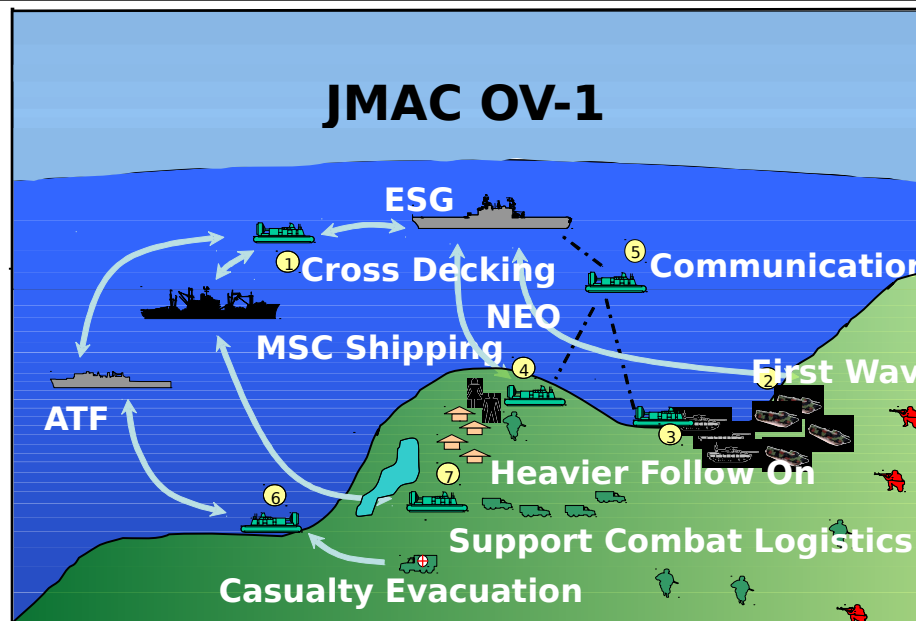 JMAC OV-1
ESG
5
1
Cross Decking
Communication
NEO
MSC Shipping
4
2
First Wav
ATF
3
7
Heavier Follow On
6
Support Combat Logistics
Casualty Evacuation